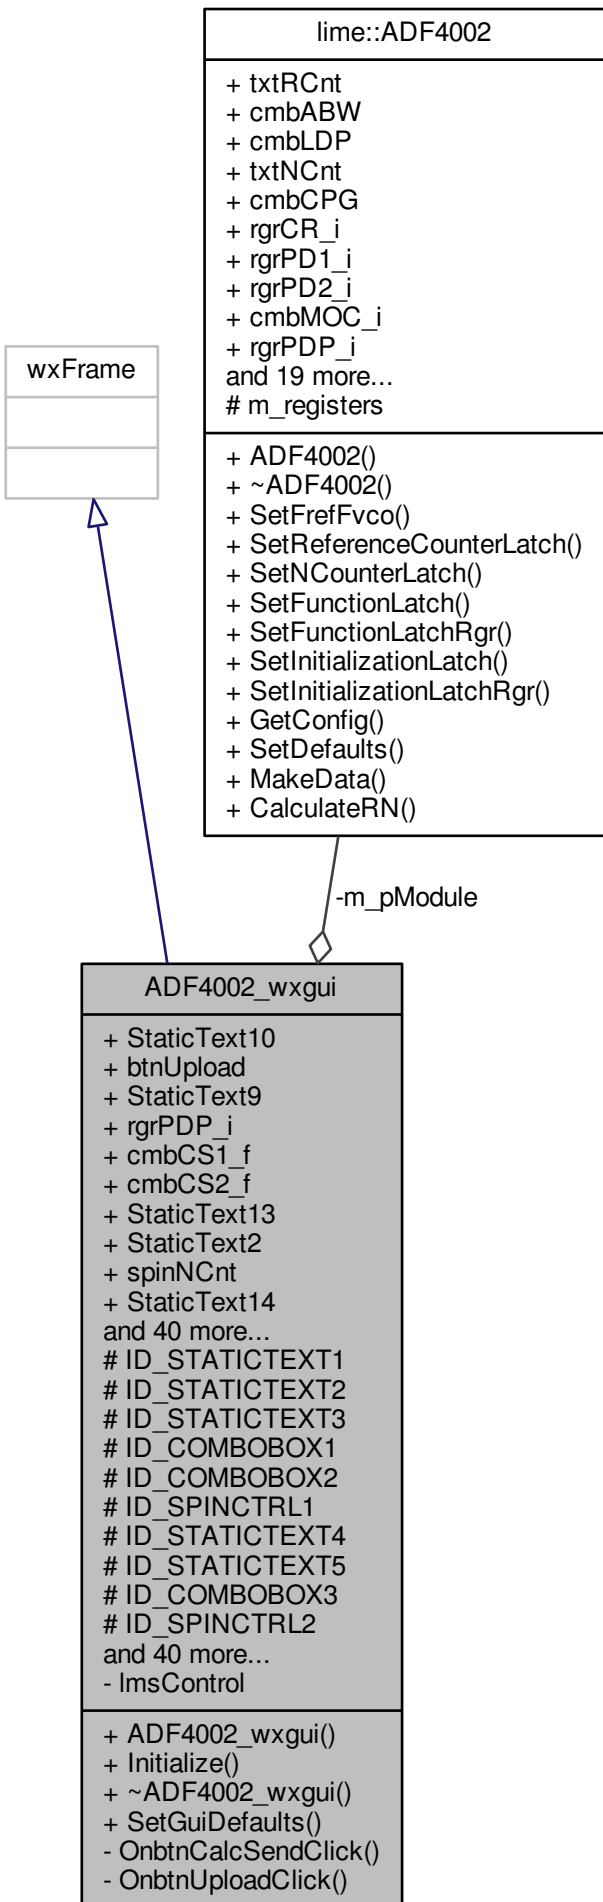 lime::ADF4002
+ txtRCnt
+ cmbABW
+ cmbLDP
+ txtNCnt
+ cmbCPG
+ rgrCR_i
+ rgrPD1_i
+ rgrPD2_i
+ cmbMOC_i
+ rgrPDP_i
and 19 more...
# m_registers
+ ADF4002()
+ ~ADF4002()
+ SetFrefFvco()
+ SetReferenceCounterLatch()
+ SetNCounterLatch()
+ SetFunctionLatch()
+ SetFunctionLatchRgr()
+ SetInitializationLatch()
+ SetInitializationLatchRgr()
+ GetConfig()
+ SetDefaults()
+ MakeData()
+ CalculateRN()
wxFrame
-m_pModule
ADF4002_wxgui
+ StaticText10
+ btnUpload
+ StaticText9
+ rgrPDP_i
+ cmbCS1_f
+ cmbCS2_f
+ StaticText13
+ StaticText2
+ spinNCnt
+ StaticText14
and 40 more...
# ID_STATICTEXT1
# ID_STATICTEXT2
# ID_STATICTEXT3
# ID_COMBOBOX1
# ID_COMBOBOX2
# ID_SPINCTRL1
# ID_STATICTEXT4
# ID_STATICTEXT5
# ID_COMBOBOX3
# ID_SPINCTRL2
and 40 more...
- lmsControl
+ ADF4002_wxgui()
+ Initialize()
+ ~ADF4002_wxgui()
+ SetGuiDefaults()
- OnbtnCalcSendClick()
- OnbtnUploadClick()